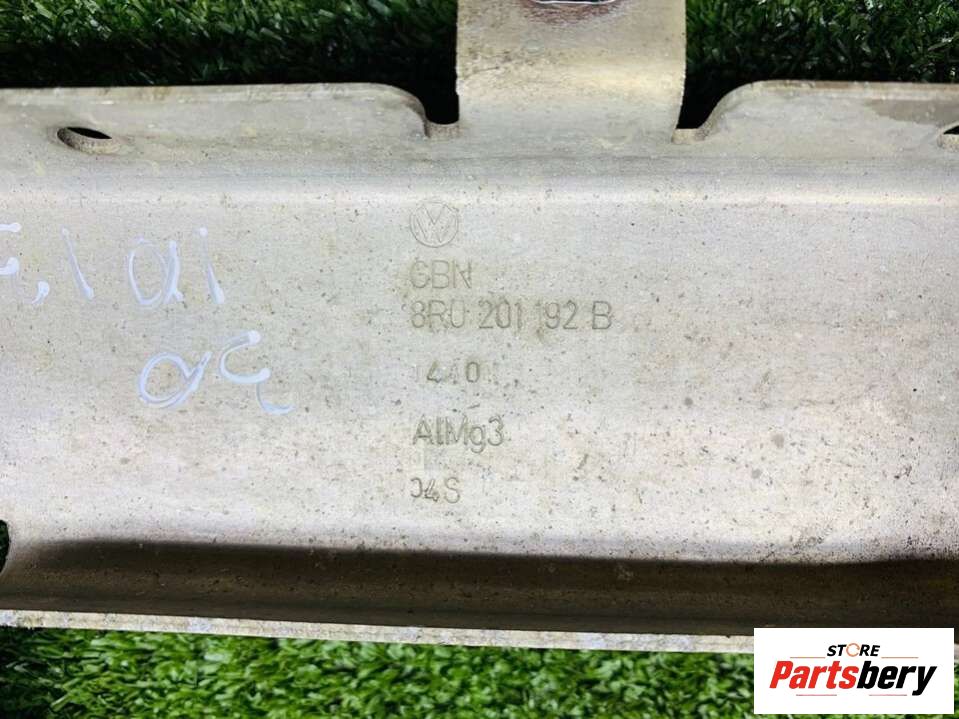 GBN
8R0 201 192 B
440
AlMg3
04S
STORE
Partsbery